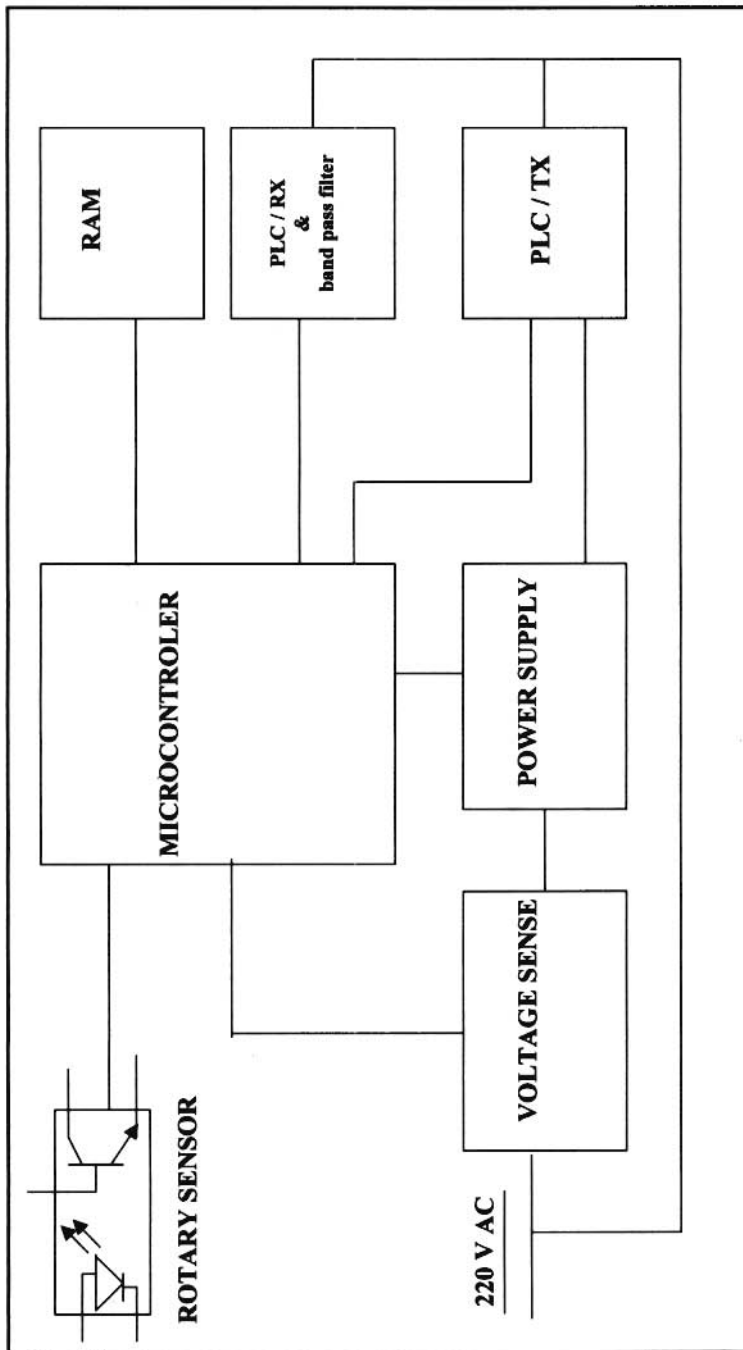 ROTARY SENSOR
MICROCONTROLER
RAM
PLC / RX
&
band pass filter
220 V AC
VOLTAGE SENSE
POWER SUPPLY
PLC / TX